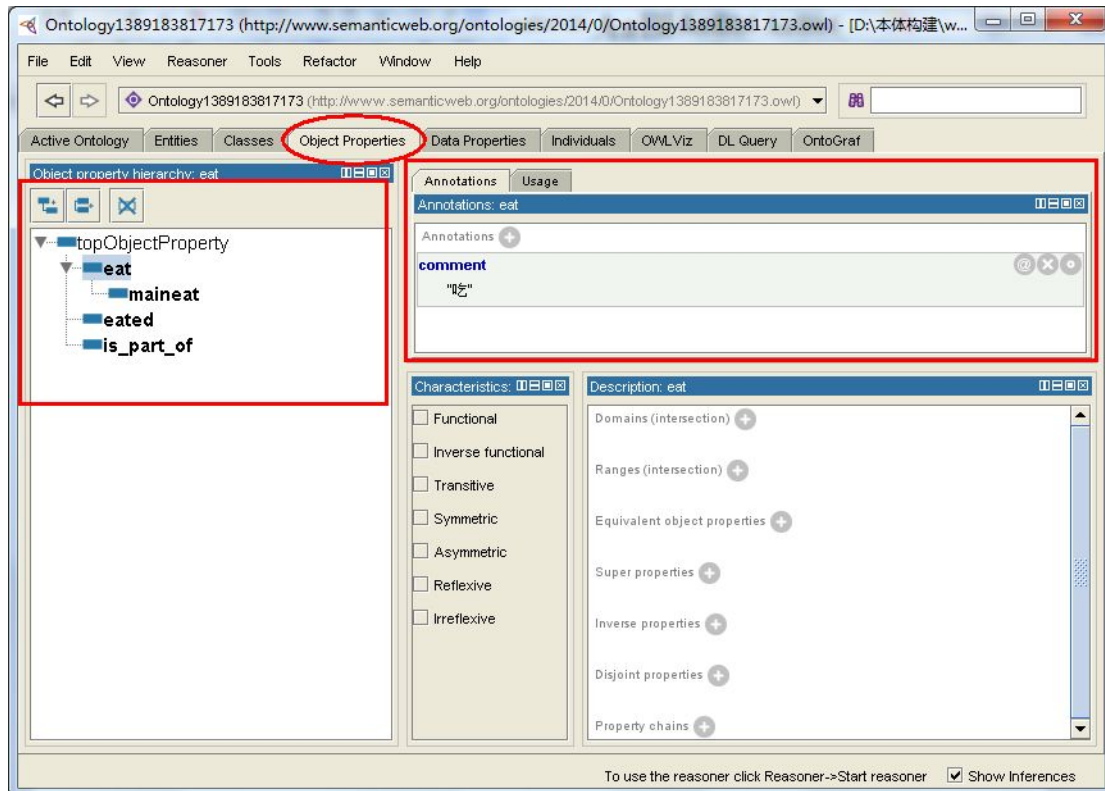 Ontology1389183817173 (http://www.semanticweb.org/ontologies/2014/0/Ontology1389183817173.owl) - [D:\本体构建\w...
File Edit View Reasoner Tools Refactor Window Help
Ontology1389183817173 (http://www.semanticweb.org/ontologies/2014/0/Ontology1389183817173.owl)
Active Ontology Entities Classes Object Properties Data Properties Individuals OWLViz DL Query OntoGraf
Object property hierarchy: eat
topObjectProperty
eat
maineat
eated
is_part_of
Annotations Usage
Annotations: eat
Annotations
comment
"吃"
Characteristics:
Functional
Inverse functional
Transitive
Symmetric
Asymmetric
Reflexive
Irreflexive
Description: eat
Domains (intersection)
Ranges (intersection)
Equivalent object properties
Super properties
Inverse properties
Disjoint properties
Property chains
To use the reasoner click Reasoner->Start reasoner Show Inferences